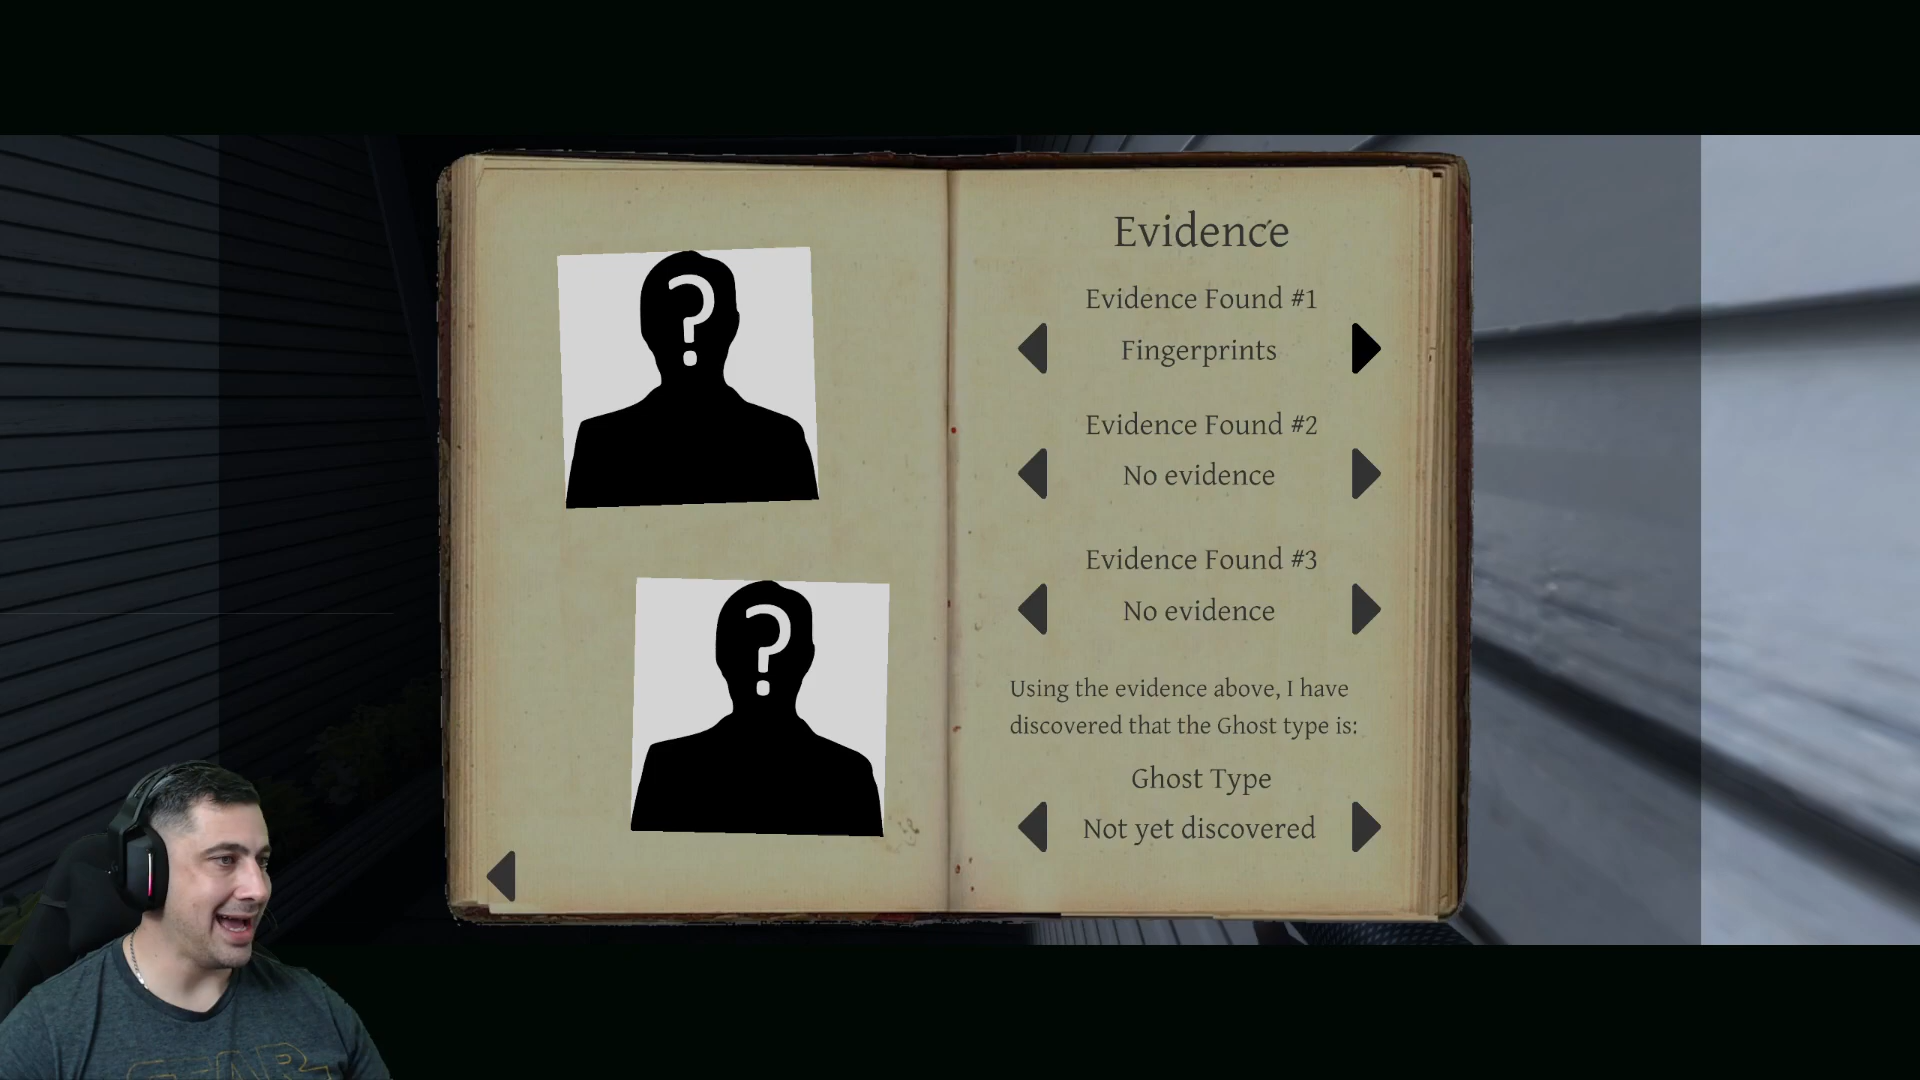 ?
?
Evidence
Evidence Found #1
Fingerprints
Evidence Found #2
No evidence
Evidence Found #3
No evidence
Using the evidence above, I have
discovered that the Ghost type is:
Ghost Type
Not yet discovered
STAR